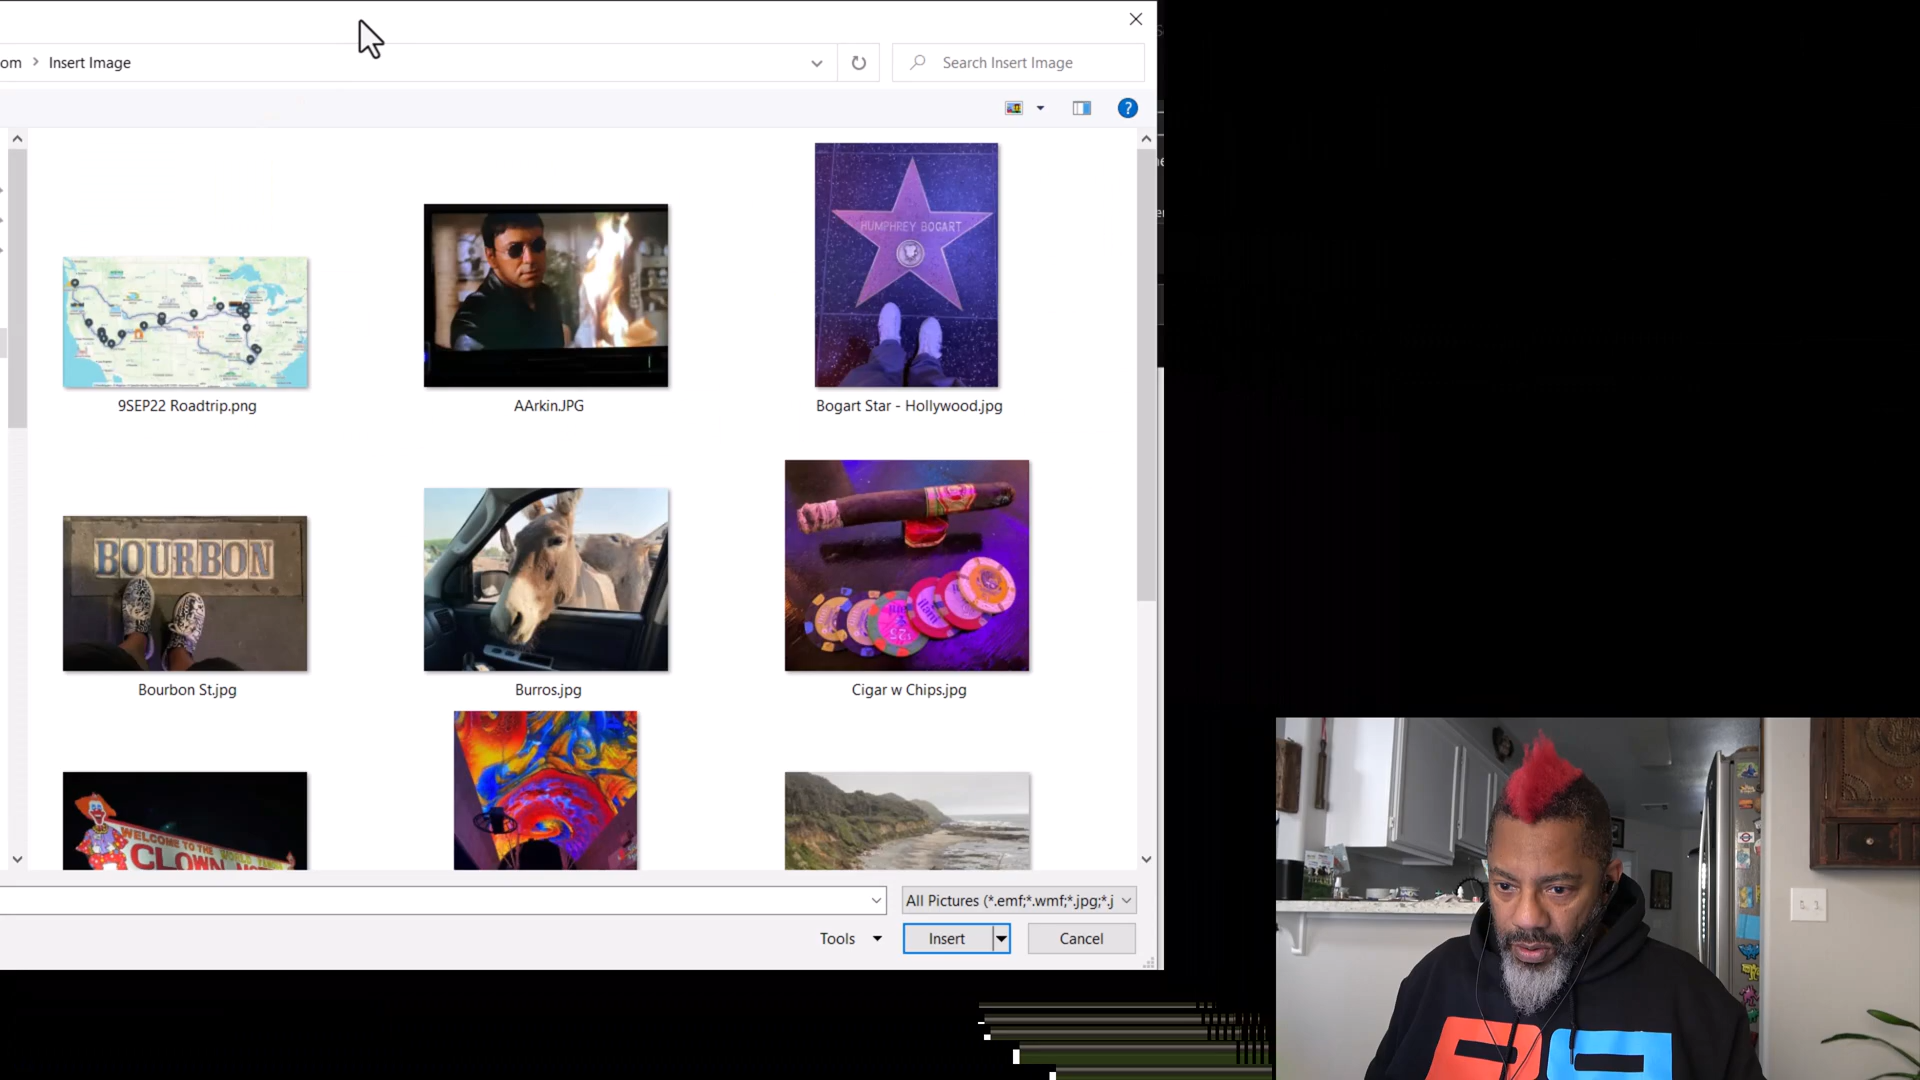 om > Insert Image
Search Insert Image
?
HUMPHREY BOGART
9SEP22 Roadtrip.png
AArkin.JPG
Bogart Star - Hollywood.jpg
BOURBON
Bourbon St.jpg
Burros.jpg
Cigar w Chips.jpg
WELCOME TO THE WORLD FAMOUS
CLOWN
All Pictures (*.emf;*.wmf;*.jpg;*.j
Tools
Insert
Cancel